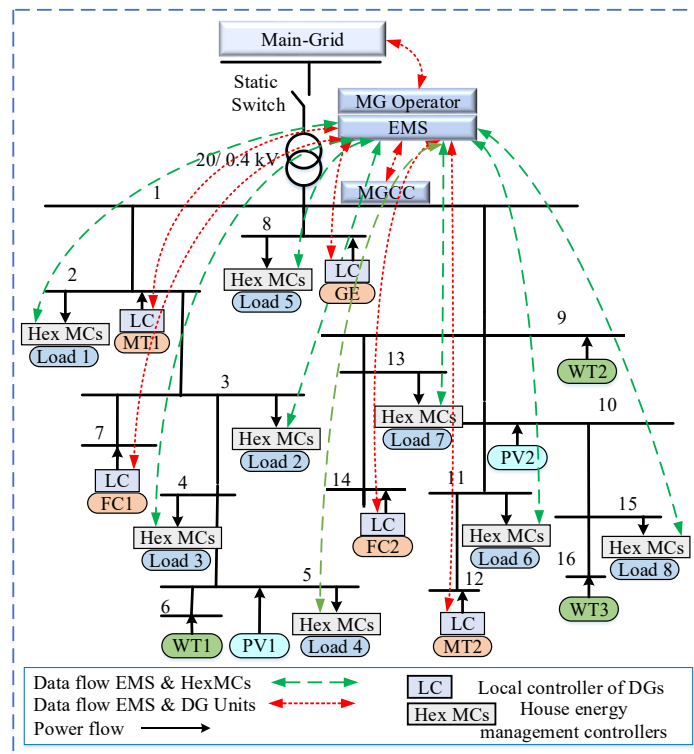 Main-Grid
Static
Switch
MG Operator
EMS
20/ 0.4 kV
MGCC
1
8
2
Hex MCs
Load 5
LC
GE
Hex MCs
Load 1
LC
MT1
9
WT2
13
3
10
Hex MCs
Load 7
7
Hex MCs
Load 2
PV2
LC
FC1
4
14
11
15
Hex MCs
Load 3
LC
FC2
Hex MCs
Load 6
Hex MCs
Load 8
16
5
12
6
WT1
PV1
Hex MCs
Load 4
LC
MT2
WT3
Data flow EMS & HexMCs
Data flow EMS & DG Units
Power flow
LC
Local controller of DGs
Hex MCs
House energy
management controllers